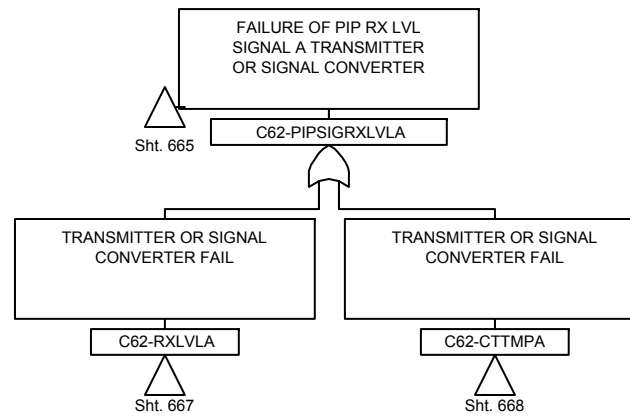 FAILURE OF PIP RX LVL
SIGNAL A TRANSMITTER
OR SIGNAL CONVERTER
Sht. 665
C62-PIPSIGRXLVLA
TRANSMITTER OR SIGNAL
CONVERTER FAIL
TRANSMITTER OR SIGNAL
CONVERTER FAIL
C62-RXLVLA
C62-CTTMPA
Sht. 667
Sht. 668